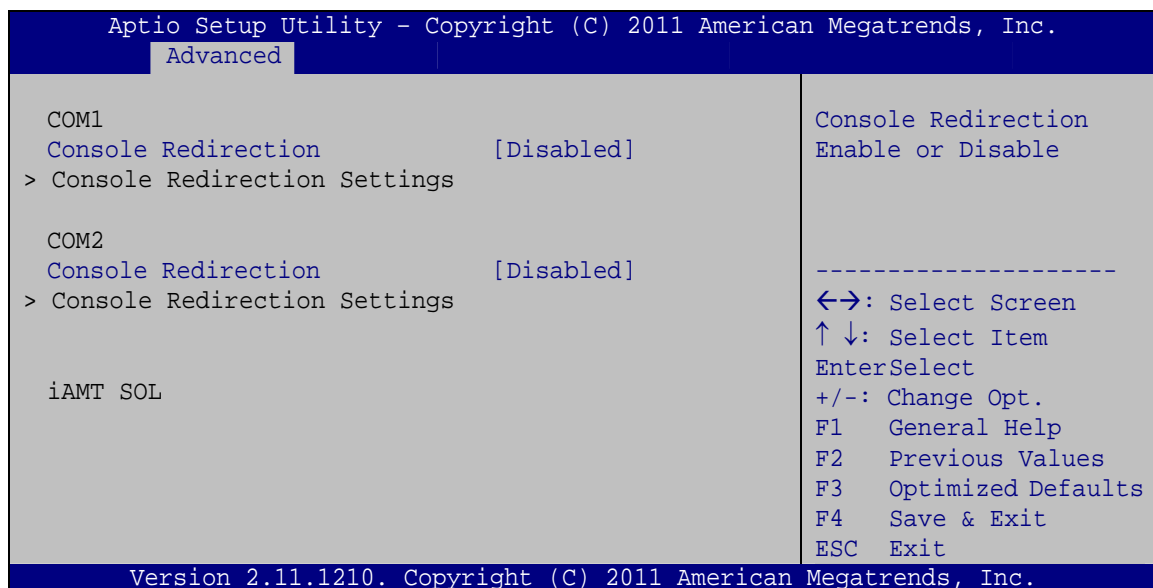 Aptio Setup Utility – Copyright (C) 2011 American Megatrends, Inc.
Advanced
COM1
Console Redirection [Disabled]
> Console Redirection Settings
COM2
Console Redirection [Disabled]
> Console Redirection Settings
iAMT SOL
Console Redirection
Enable or Disable
---------------------
←→: Select Screen
↑ ↓: Select Item
EnterSelect
+/-: Change Opt.
F1 General Help
F2 Previous Values
F3 Optimized Defaults
F4 Save & Exit
ESC Exit
Version 2.11.1210. Copyright (C) 2011 American Megatrends, Inc.